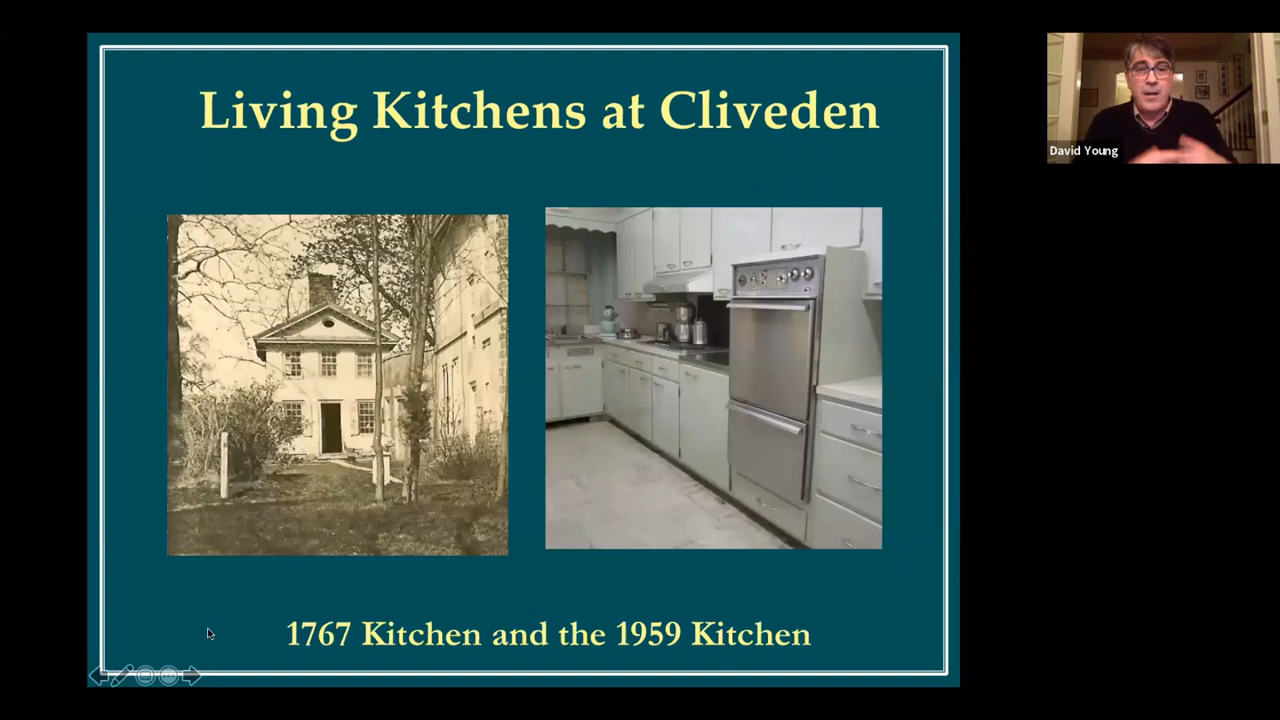 Living Kitchens at Cliveden
David Young
1767 Kitchen and the 1959 Kitchen